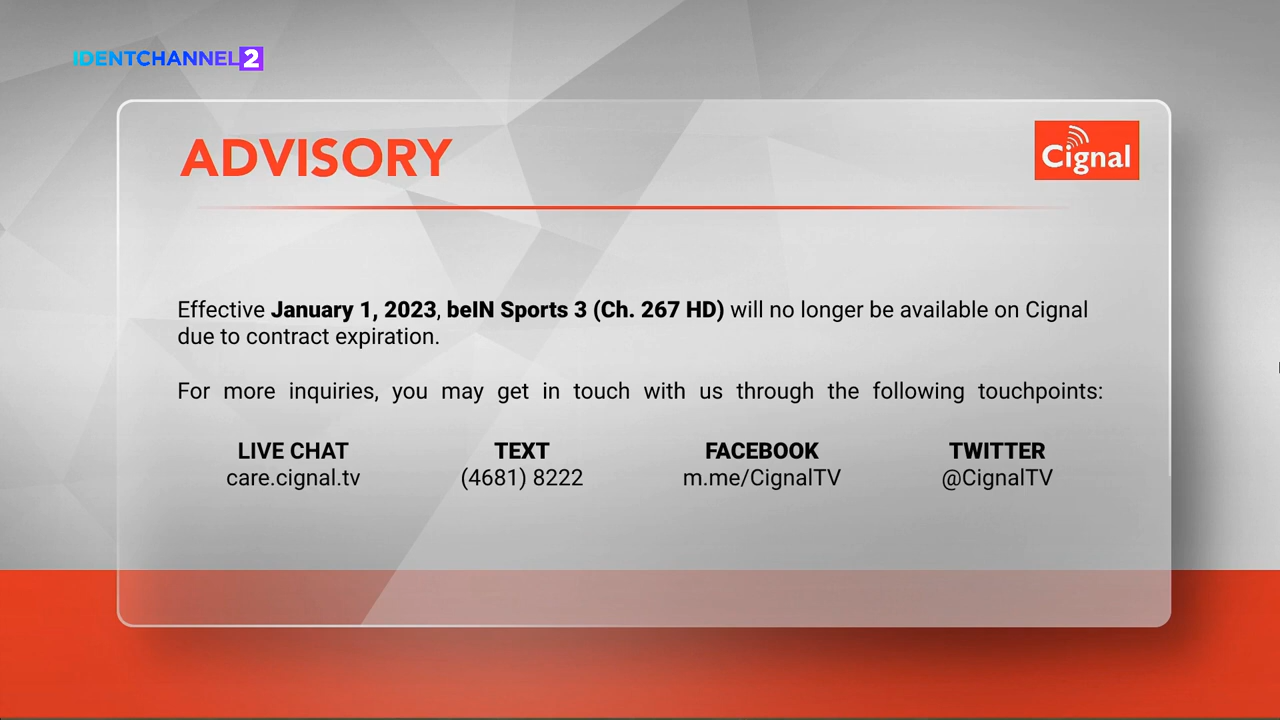 IDENTCHANNEL2
ADVISORY
Cignal
Effective January 1, 2023, beIN Sports 3 (Ch. 267 HD) will no longer be available on Cignal
due to contract expiration.
For more inquiries, you may get in touch with us through the following touchpoints:
LIVE CHAT TEXT FACEBOOK TWITTER
care.cignal.tv (4681) 8222 m.me/CignalTV @CignalTV